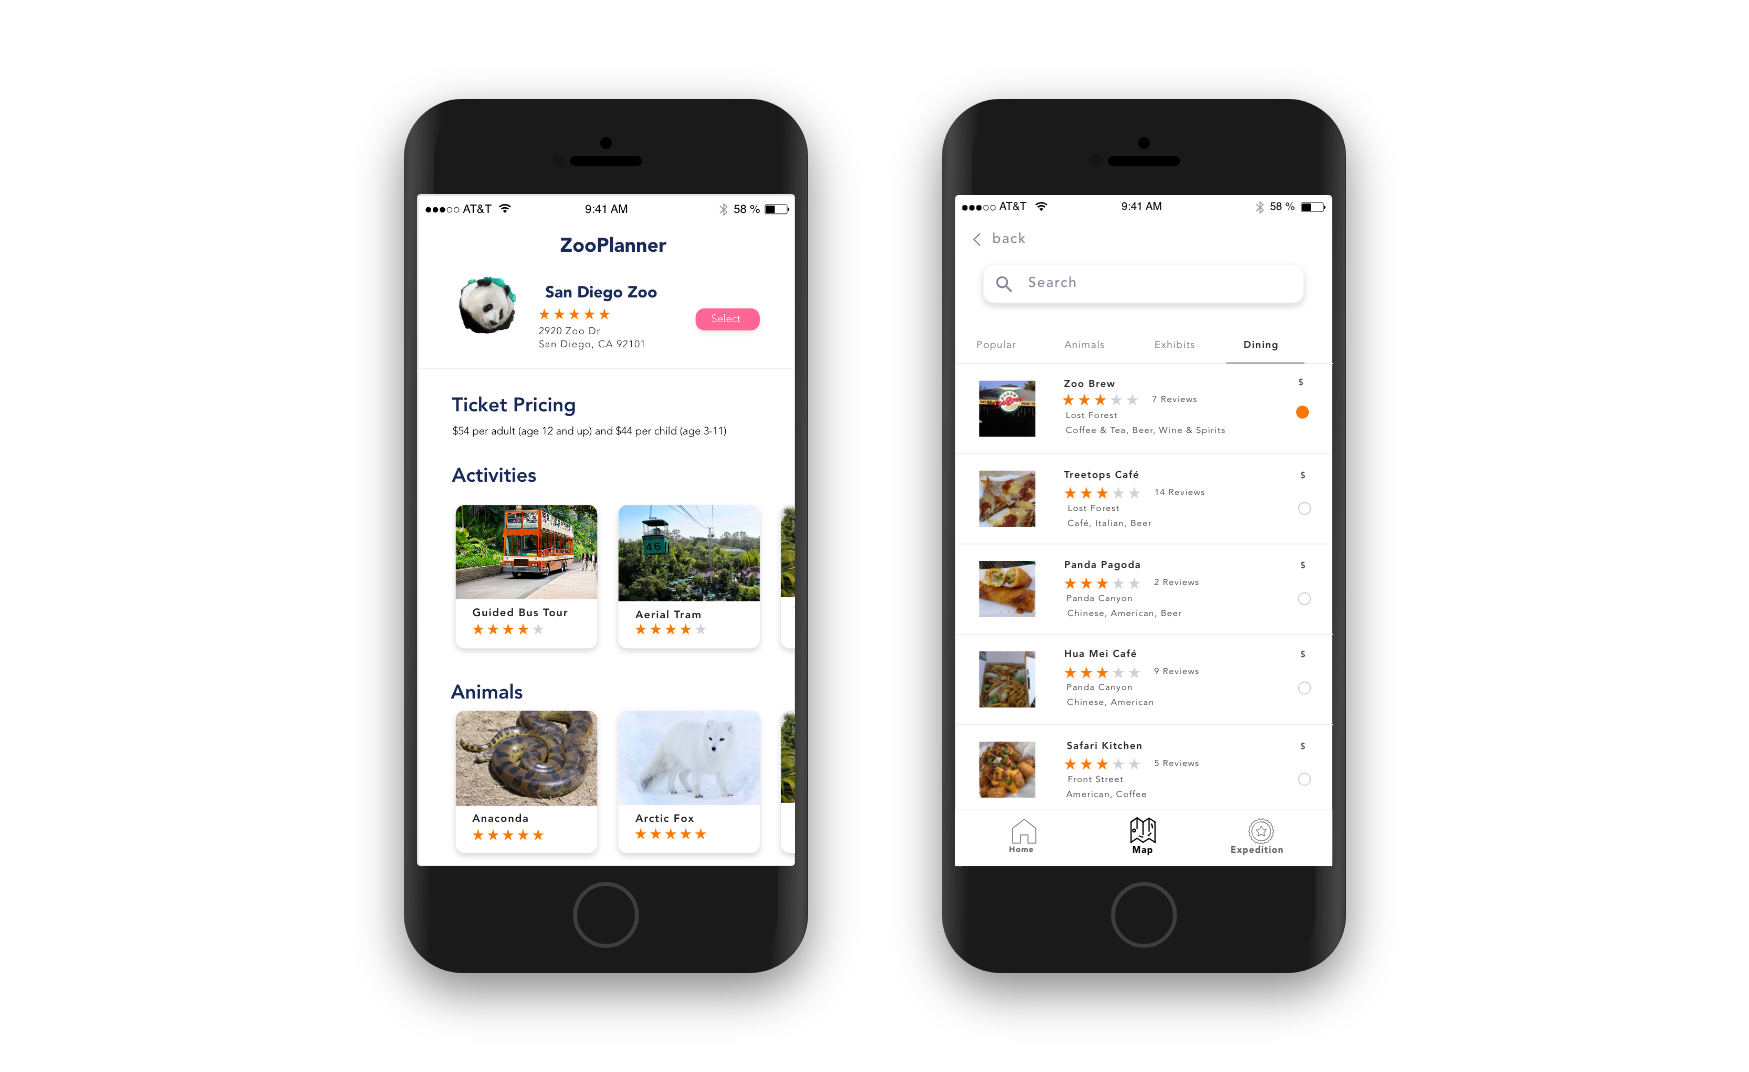 AT&T 9:41 AM 58 %
ZooPlanner
San Diego Zoo
2920 Zoo Dr
San Diego, CA 92101
Select
Ticket Pricing
$54 per adult (age 12 and up) and $44 per child (age 3-11)
Activities
46
Guided Bus Tour
Aerial Tram
Animals
Anaconda
Arctic Fox
AT&T 9:41 AM 58 %
back
Search
Popular Animals Exhibits Dining
Zoo Brew $
7 Reviews
Lost Forest
Coffee & Tea, Beer, Wine & Spirits
Treetops Café $
14 Reviews
Lost Forest
Café, Italian, Beer
Panda Pagoda $
2 Reviews
Panda Canyon
Chinese, American, Beer
Hua Mei Café $
9 Reviews
Panda Canyon
Chinese, American
Safari Kitchen $
5 Reviews
Front Street
American, Coffee
Home Map Expedition